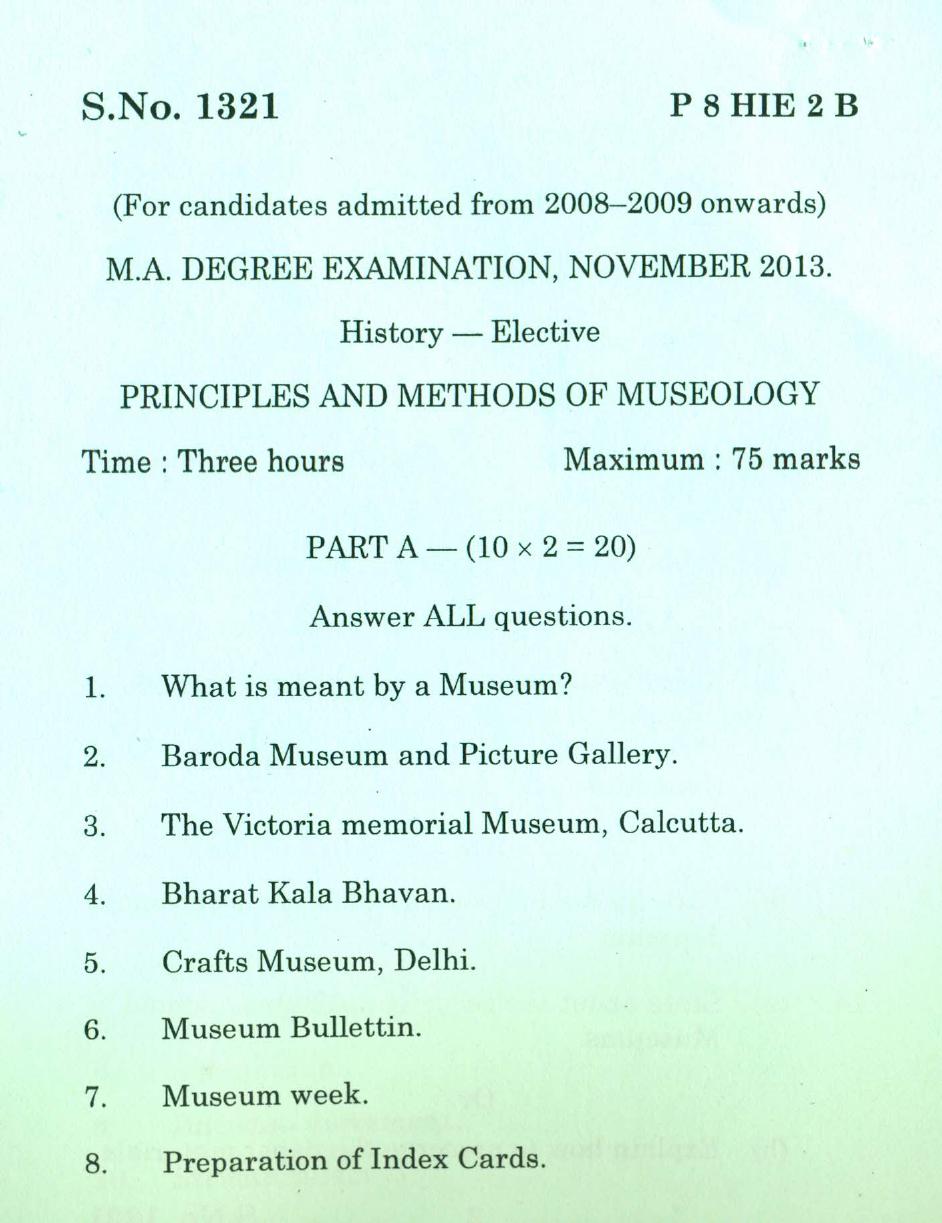 S.No. 1321 P 8 HIE 2 B
(For candidates admitted from 2008–2009 onwards)
M.A. DEGREE EXAMINATION, NOVEMBER 2013.
History — Elective
PRINCIPLES AND METHODS OF MUSEOLOGY
Time : Three hours Maximum : 75 marks
PART A — (10 × 2 = 20)
Answer ALL questions.
1. What is meant by a Museum?
2. Baroda Museum and Picture Gallery.
3. The Victoria memorial Museum, Calcutta.
4. Bharat Kala Bhavan.
5. Crafts Museum, Delhi.
6. Museum Bullettin.
7. Museum week.
8. Preparation of Index Cards.